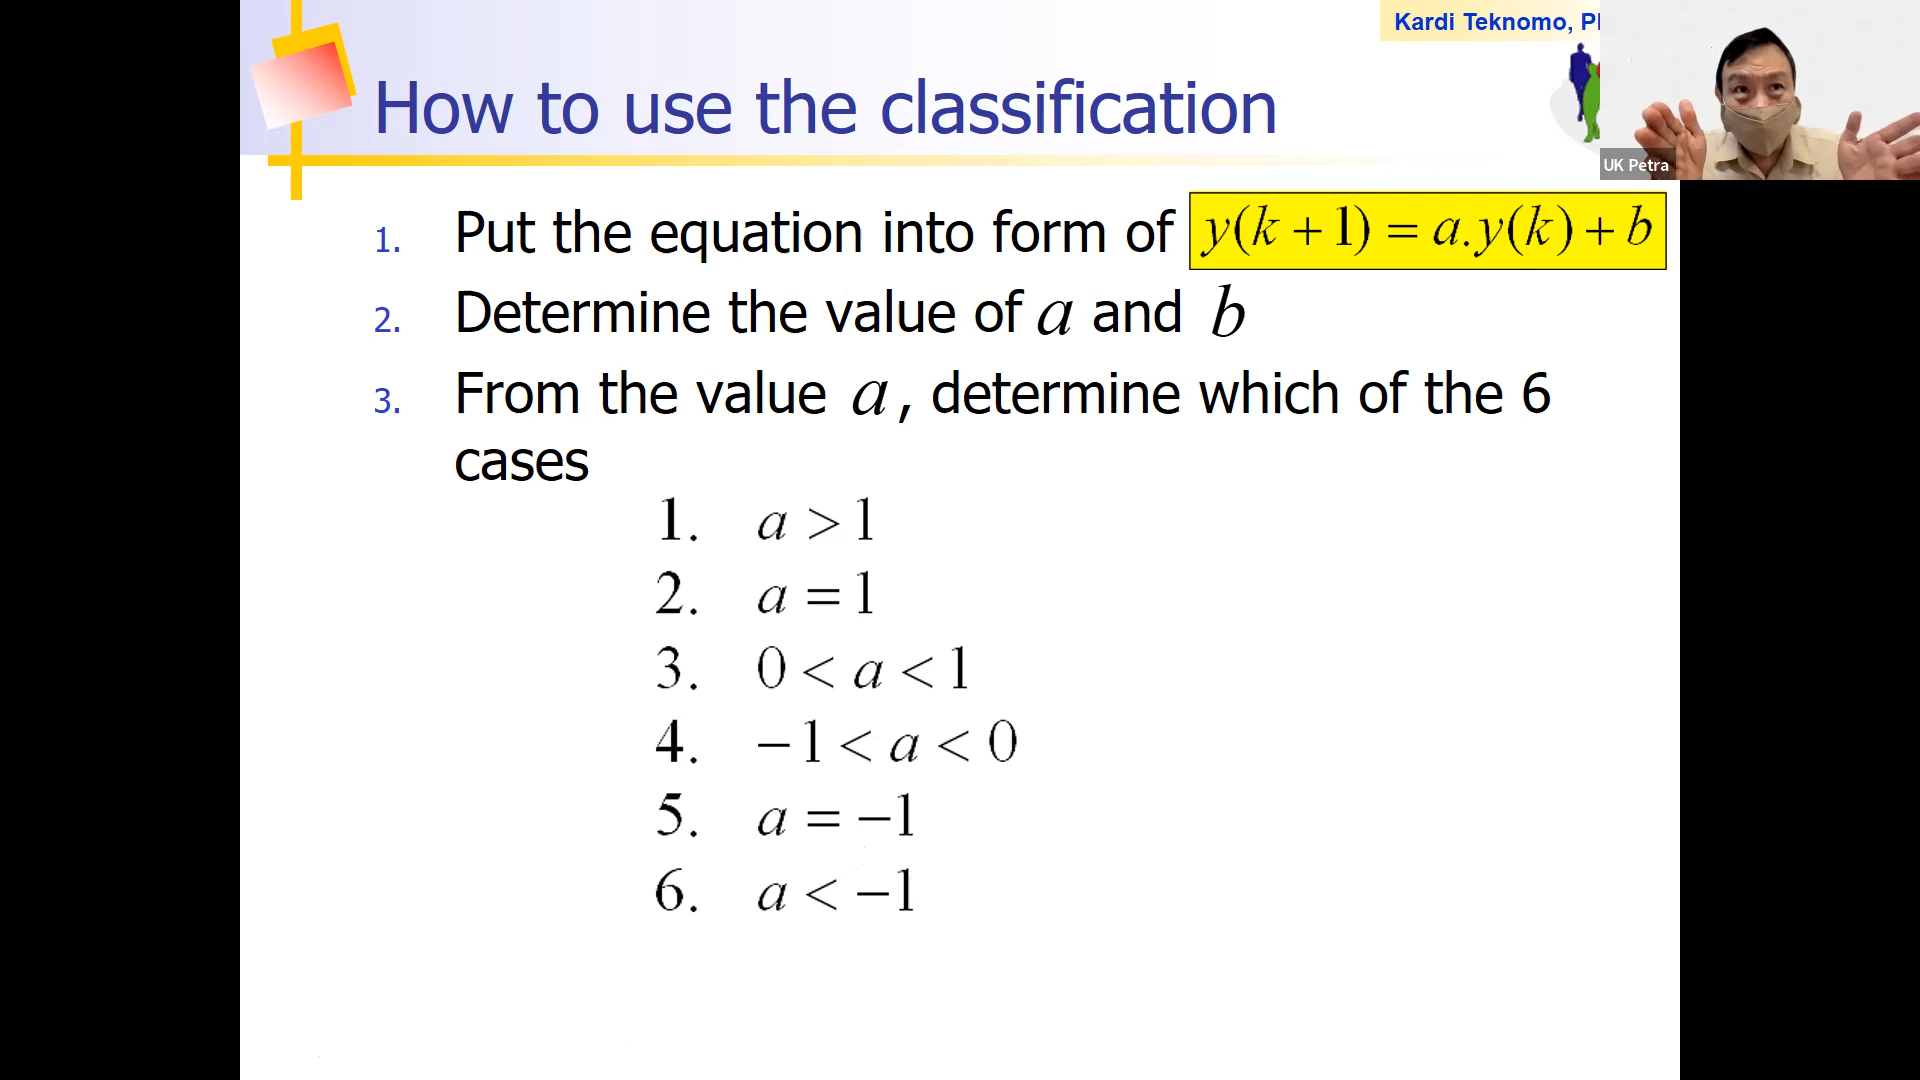 Kardi Teknomo, P
How to use the classification
UK Petra
1. Put the equation into form of y(k + 1) = a.y(k) + b
2. Determine the value of a and b
3. From the value a, determine which of the 6
cases
1. a > 1
2. a = 1
3. 0 < a < 1
4. −1 < a < 0
5. a = −1
6. a < −1